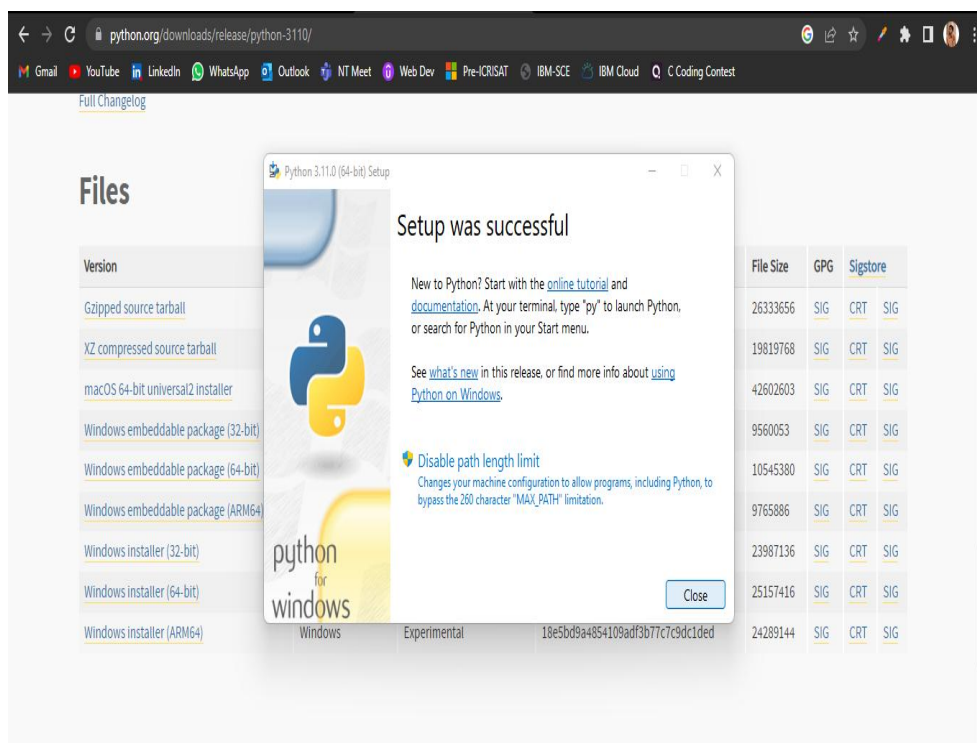 python.org/downloads/release/python-3110/
Gmail YouTube LinkedIn WhatsApp Outlook NT Meet Web Dev Pre-ICRISAT IBM-SCE IBM Cloud C Coding Contest
Full Changelog
Files
Python 3.11.0 (64-bit) Setup
Setup was successful
New to Python? Start with the online tutorial and
documentation. At your terminal, type "py" to launch Python,
or search for Python in your Start menu.
See what's new in this release, or find more info about using
Python on Windows.
Disable path length limit
Changes your machine configuration to allow programs, including Python, to
bypass the 260 character "MAX_PATH" limitation.
python
for
windows
Close
Version File Size GPG Sigstore
Gzipped source tarball 26333656 SIG CRT SIG
XZ compressed source tarball 19819768 SIG CRT SIG
macOS 64-bit universal2 installer 42602603 SIG CRT SIG
Windows embeddable package (32-bit) 9560053 SIG CRT SIG
Windows embeddable package (64-bit) 10545380 SIG CRT SIG
Windows embeddable package (ARM64) 9765886 SIG CRT SIG
Windows installer (32-bit) 23987136 SIG CRT SIG
Windows installer (64-bit) 25157416 SIG CRT SIG
Windows installer (ARM64) Windows Experimental 18e5bd9a4854109adf3b77c7c9dc1ded 24289144 SIG CRT SIG